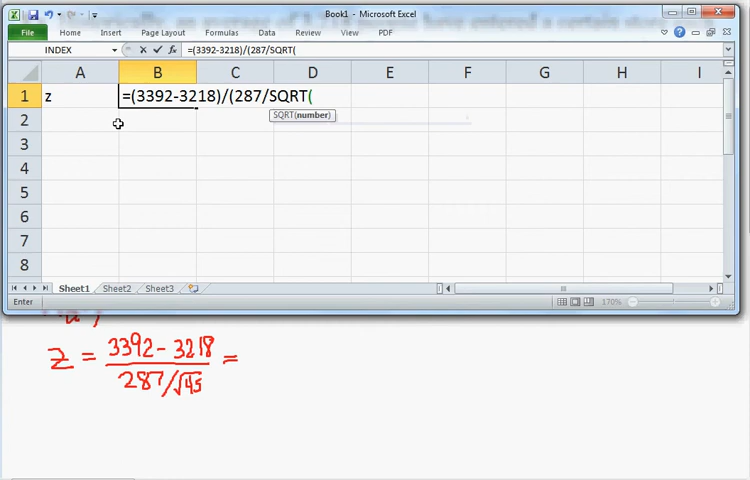 Book1 - Microsoft Excel
File Home Insert Page Layout Formulas Data Review View PDF
INDEX =(3392-3218)/(287/SQRT(
A B C D E F G H I
1 z =(3392-3218)/(287/SQRT(
2 SQRT(number)
3
4
5
6
7
8
Sheet1 Sheet2 Sheet3
Enter 170%
z = 3392 - 3218 =
287/√45